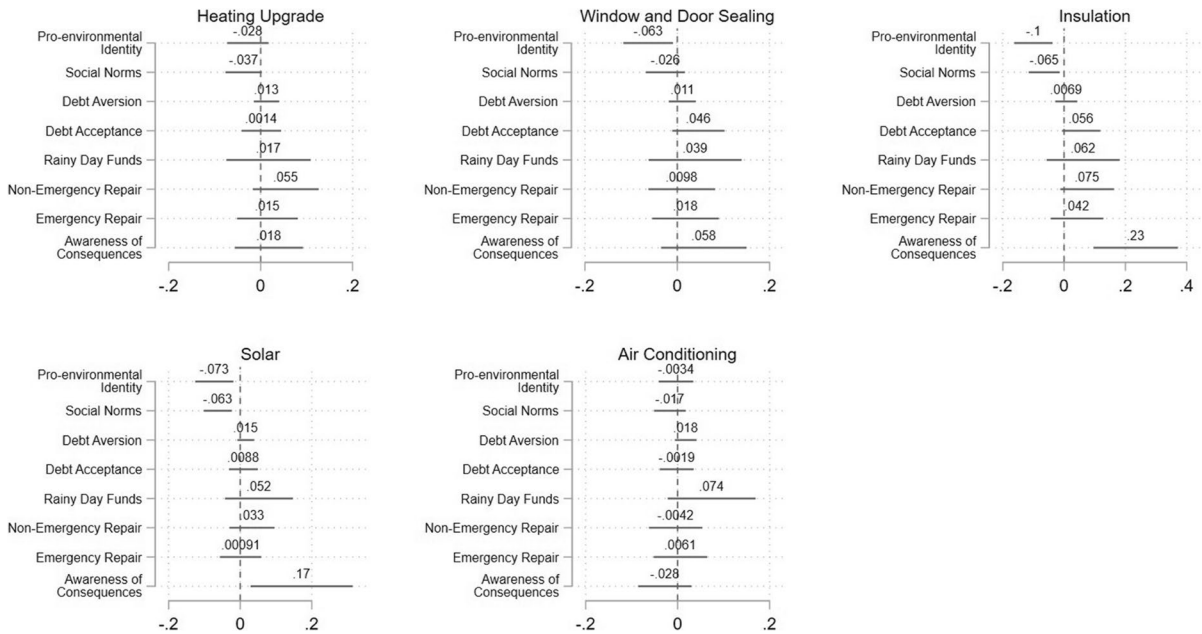 Heating Upgrade
Pro-environmental
Identity
-.028
Social Norms
-.037
Debt Aversion
.013
Debt Acceptance
.0014
Rainy Day Funds
.017
Non-Emergency Repair
.055
Emergency Repair
.015
Awareness of
Consequences
.018
-.2 0 .2
Window and Door Sealing
Pro-environmental
Identity
-.063
Social Norms
-.026
Debt Aversion
.011
Debt Acceptance
.046
Rainy Day Funds
.039
Non-Emergency Repair
.0098
Emergency Repair
.018
Awareness of
Consequences
.058
-.2 0 .2
Insulation
Pro-environmental
Identity
-.1
Social Norms
-.065
Debt Aversion
.0069
Debt Acceptance
.056
Rainy Day Funds
.062
Non-Emergency Repair
.075
Emergency Repair
.042
Awareness of
Consequences
.23
-.2 0 .2 .4
Solar
Pro-environmental
Identity
-.073
Social Norms
-.063
Debt Aversion
.015
Debt Acceptance
.0088
Rainy Day Funds
.052
Non-Emergency Repair
.033
Emergency Repair
.00091
Awareness of
Consequences
.17
-.2 0 .2
Air Conditioning
Pro-environmental
Identity
-.0034
Social Norms
-.017
Debt Aversion
.018
Debt Acceptance
-.0019
Rainy Day Funds
.074
Non-Emergency Repair
-.0042
Emergency Repair
.0061
Awareness of
Consequences
-.028
-.2 0 .2